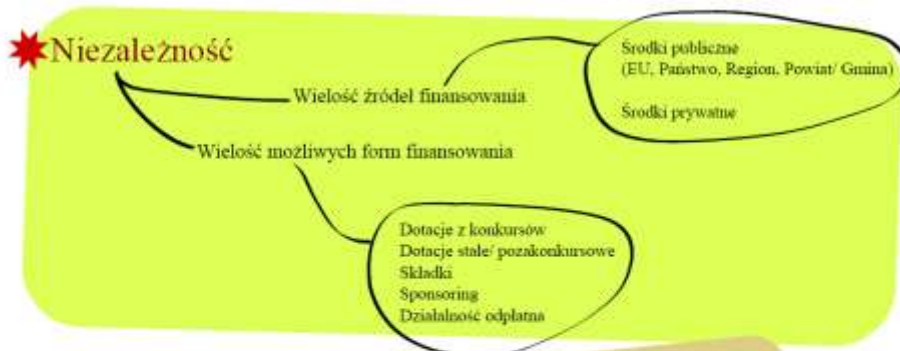 Niezależność
Wielość źródeł finansowania
Środki publiczne
(EU, Państwo, Region, Powiat/ Gmina)
Środki prywatne
Wielość możliwych form finansowania
Dotacje z konkursów
Dotacje stałe/ pozakonkursowe
Składki
Sponsoring
Działalność odpłatna